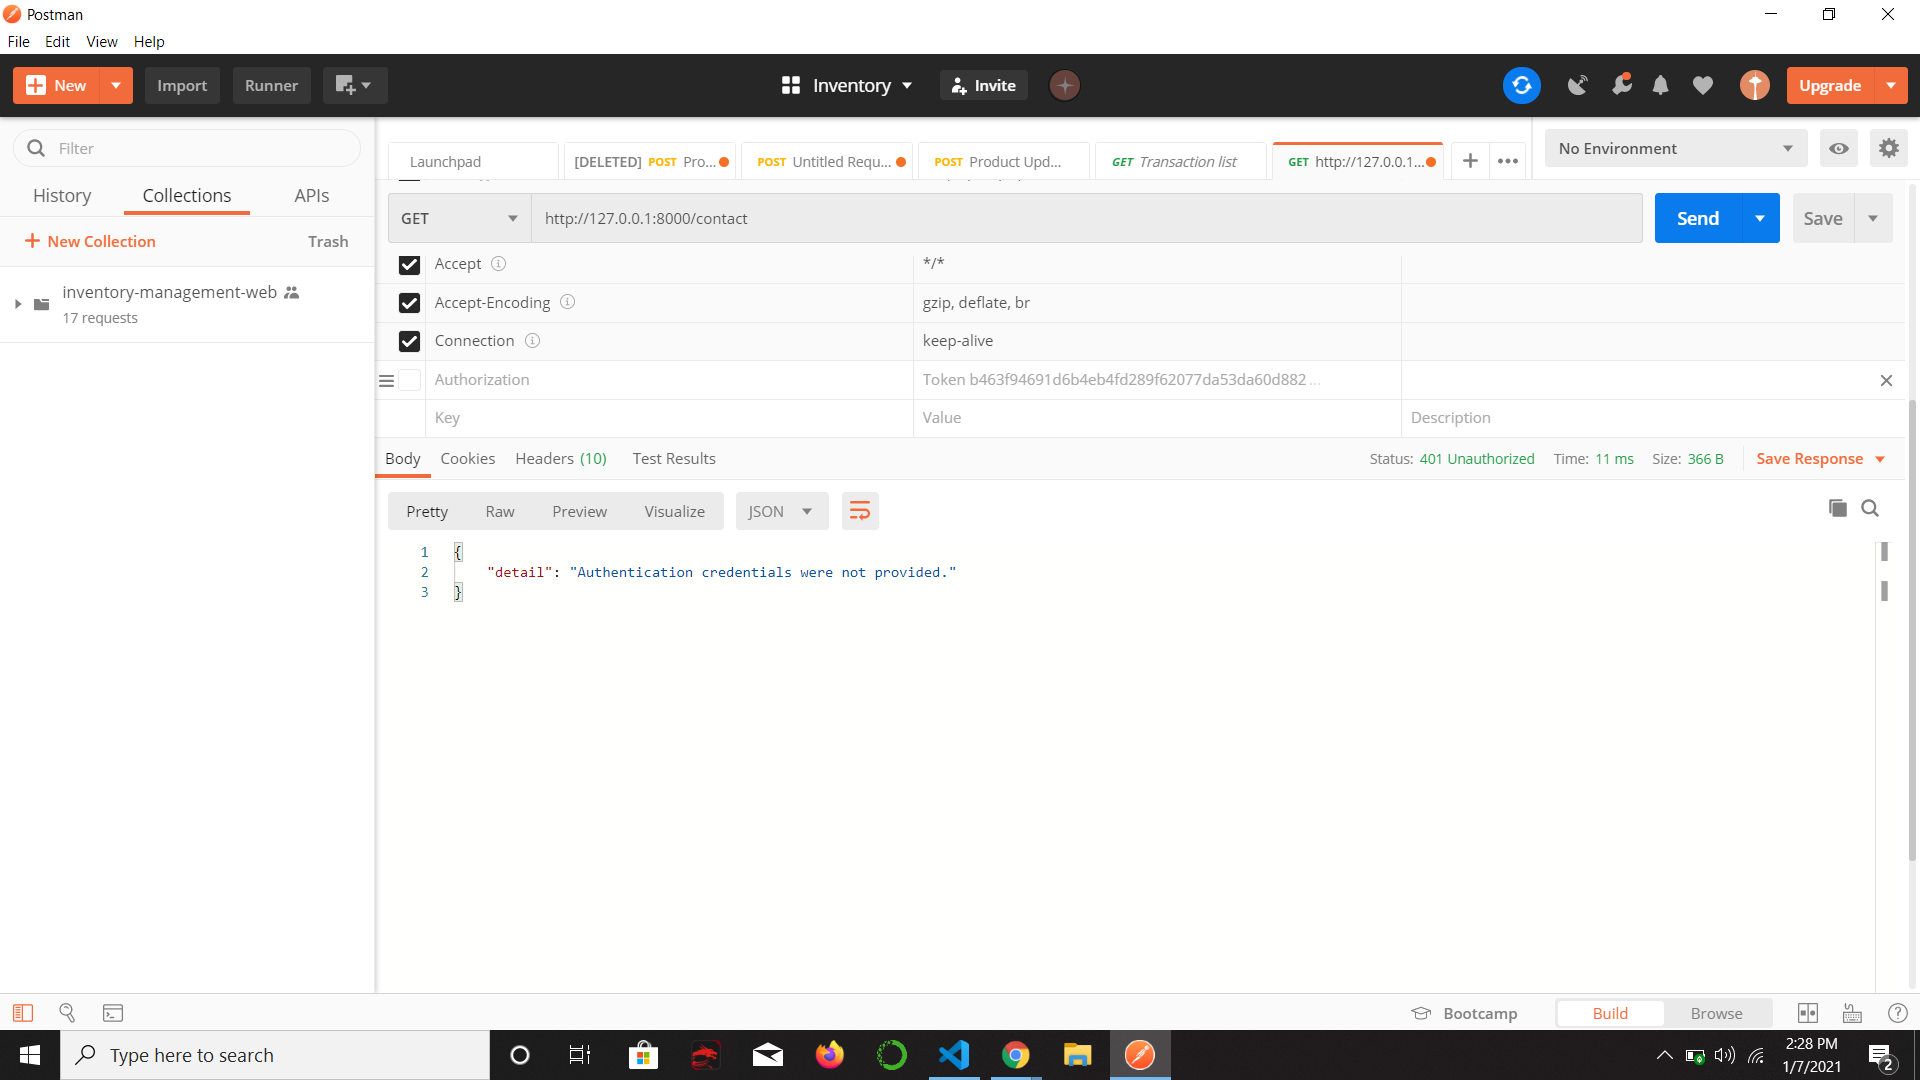 Postman
File Edit View Help
New Import Runner Inventory Invite Upgrade
Filter
History Collections APIs
New Collection Trash
inventory-management-web
17 requests
Launchpad [DELETED] POST Pro... POST Untitled Requ... POST Product Upd... GET Transaction list GET http://127.0.0.1... No Environment
GET http://127.0.0.1:8000/contact Send Save
Accept */*
Accept-Encoding gzip, deflate, br
Connection keep-alive
Authorization Token b463f94691d6b4eb4fd289f62077da53da60d882 ...
Key Value Description
Body Cookies Headers (10) Test Results Status: 401 Unauthorized Time: 11 ms Size: 366 B Save Response
Pretty Raw Preview Visualize JSON
1 {
2 "detail": "Authentication credentials were not provided."
3 }
Bootcamp Build Browse
Type here to search
2:28 PM
1/7/2021
2